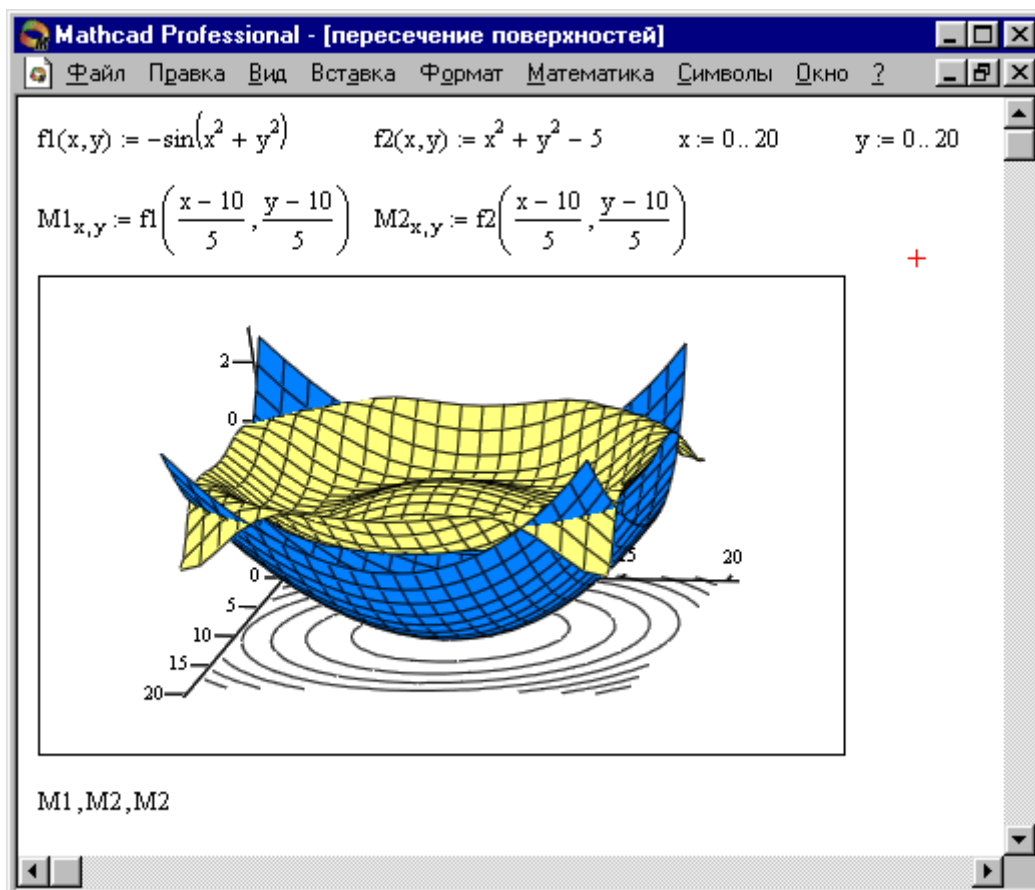 Mathcad Professional - [пересечение поверхностей]
Файл Правка Вид Вставка Формат Математика Символы Окно ?
f1(x,y) := -sin(x² + y²) f2(x,y) := x² + y² - 5 x := 0.. 20 y := 0.. 20
M1x,y := f1((x - 10)/5, (y - 10)/5) M2x,y := f2((x - 10)/5, (y - 10)/5)
2
0
20
0
5
10
15
20
M1,M2,M2